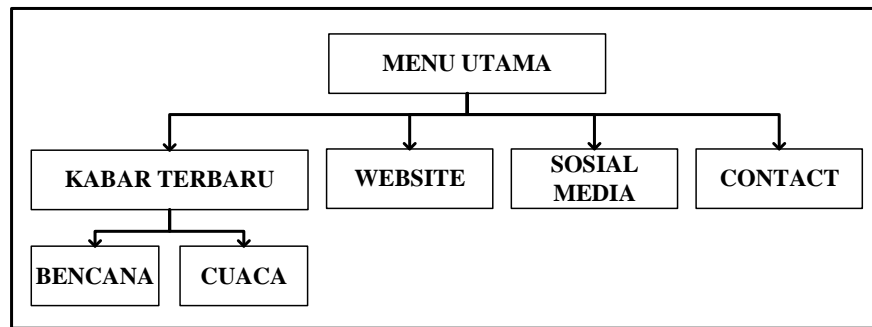 MENU UTAMA
KABAR TERBARU
WEBSITE
SOSIAL
MEDIA
CONTACT
BENCANA
CUACA